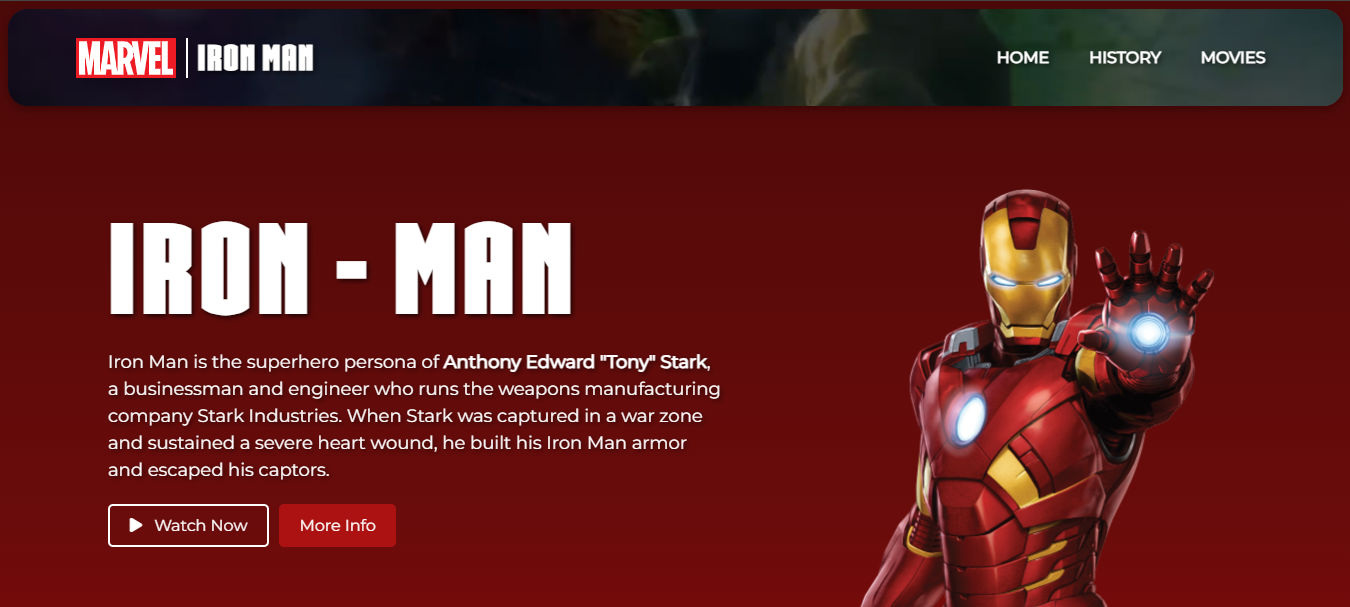 MARVEL IRON MAN HOME HISTORY MOVIES
IRON - MAN
Iron Man is the superhero persona of Anthony Edward "Tony" Stark,
a businessman and engineer who runs the weapons manufacturing
company Stark Industries. When Stark was captured in a war zone
and sustained a severe heart wound, he built his Iron Man armor
and escaped his captors.
Watch Now More Info